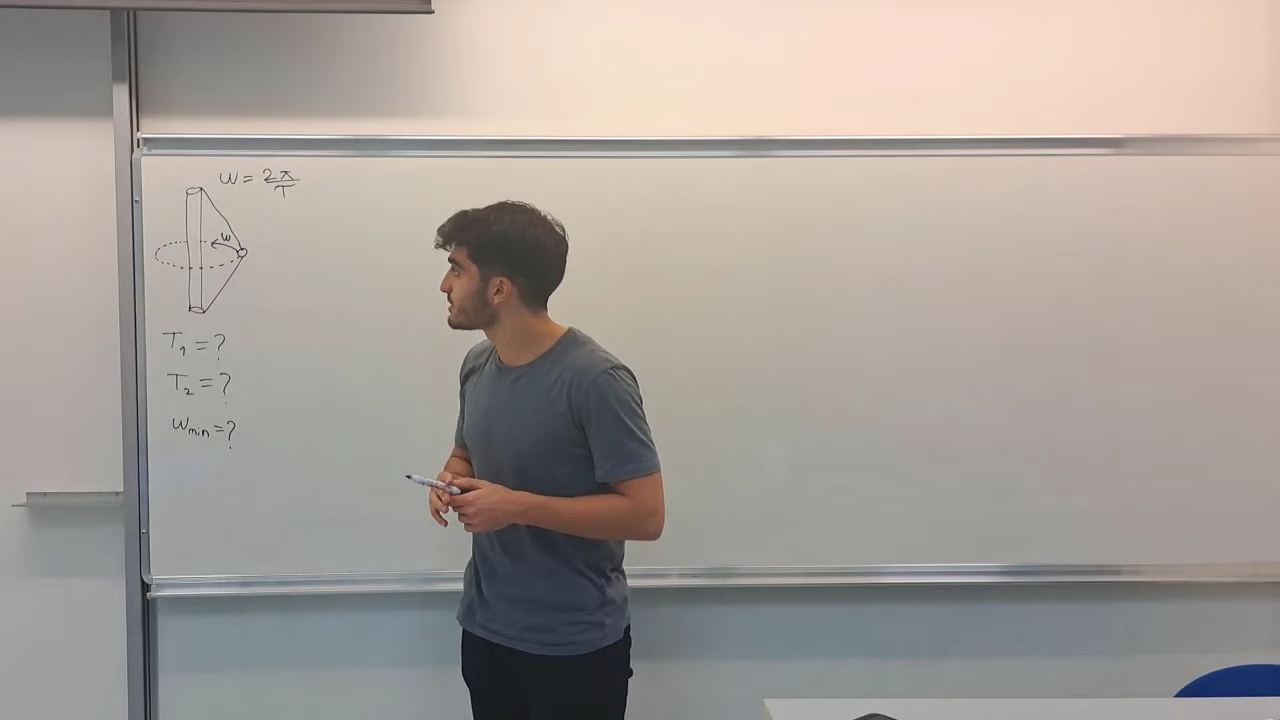 ω = 2π/T
ω
T₁ = ?
T₂ = ?
ωmin = ?